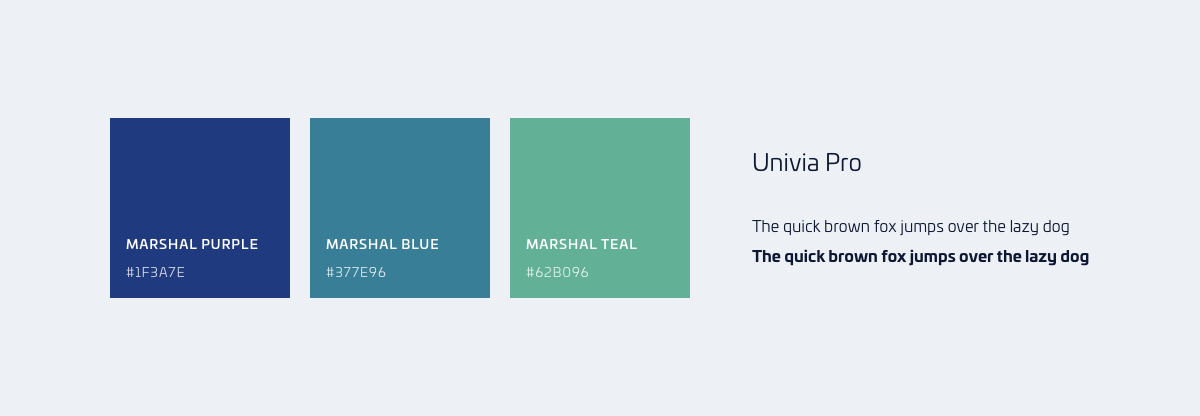 MARSHAL PURPLE
#1F3A7E
MARSHAL BLUE
#377E96
MARSHAL TEAL
#62B096
Univia Pro
The quick brown fox jumps over the lazy dog
The quick brown fox jumps over the lazy dog